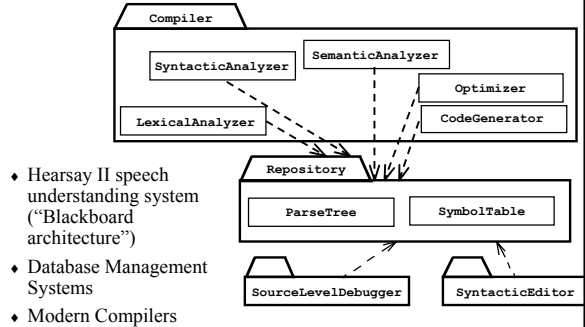 Compiler
SemanticAnalyzer
SyntacticAnalyzer
Optimizer
LexicalAnalyzer
CodeGenerator
Repository
ParseTree
SymbolTable
SourceLevelDebugger
SyntacticEditor
♦ Hearsay II speech
understanding system
(“Blackboard
architecture”)
♦ Database Management
Systems
♦ Modern Compilers